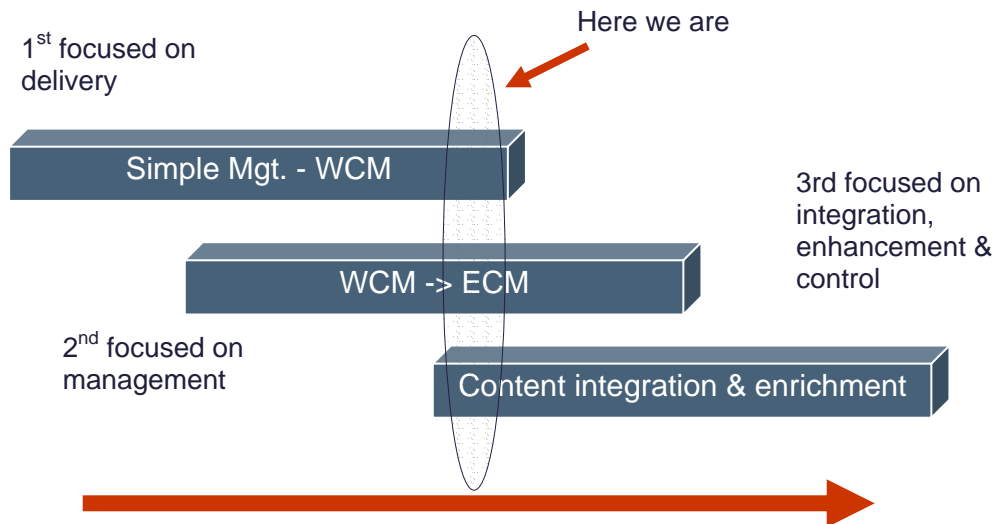 Here we are
1st focused on
delivery
Simple Mgt. - WCM
3rd focused on
integration,
enhancement &
control
WCM -> ECM
2nd focused on
management
Content integration & enrichment